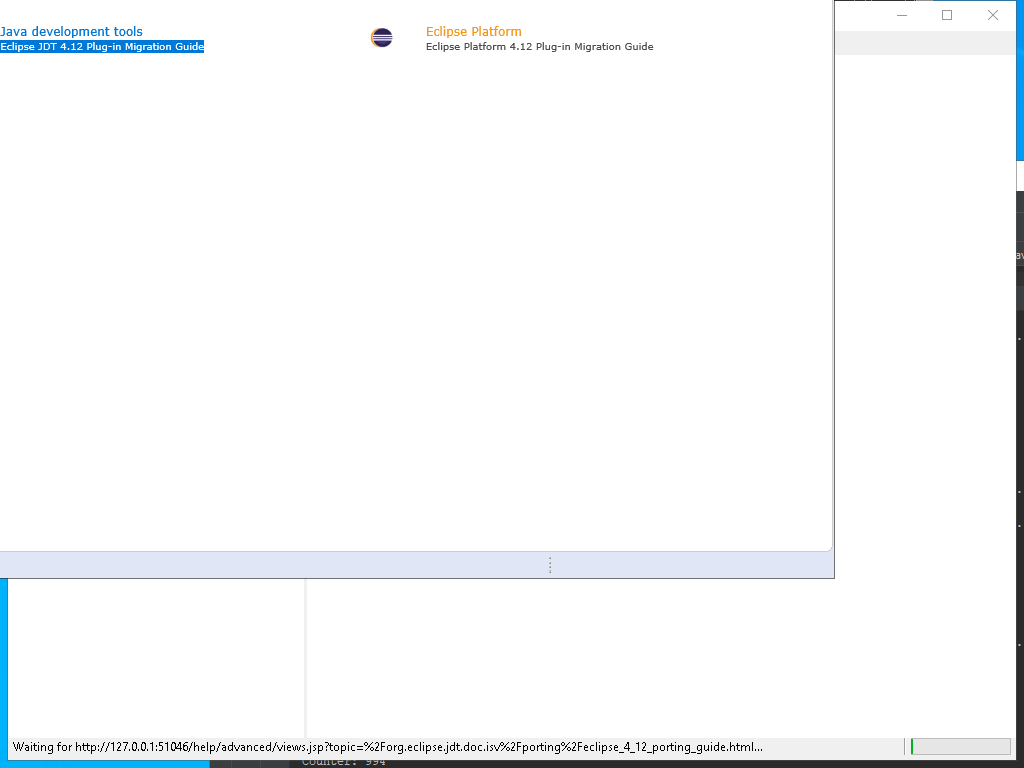 Java development tools
Eclipse JDT 4.12 Plug-in Migration Guide
Eclipse Platform
Eclipse Platform 4.12 Plug-in Migration Guide
av
Waiting for http://127.0.0.1:51046/help/advanced/views.jsp?topic=%2Forg.eclipse.jdt.doc.isv%2Fporting%2Feclipse_4_12_porting_guide.html...
Counter: 994